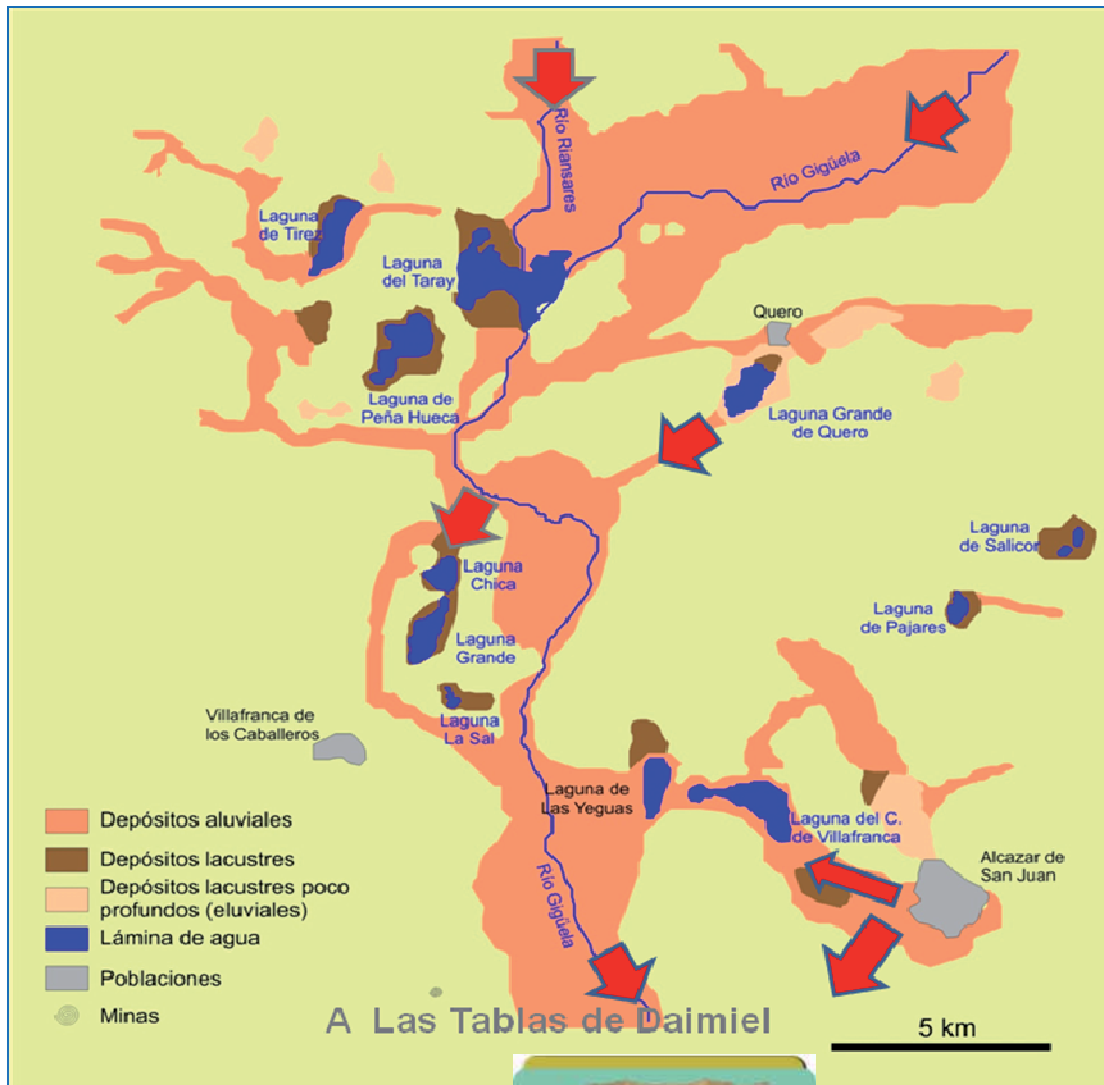 Río Riansares
Río Gigüela
Laguna
de Tirez
Laguna
del Taray
Quero
Laguna de
Peña Hueca
Laguna Grande
de Quero
Laguna
de Salicor
Laguna
Chica
Laguna
de Pajares
Laguna
Grande
Villafranca de
los Caballeros
Laguna
La Sal
Laguna de
Las Yeguas
Laguna del C.
de Villafranca
Alcazar de
San Juan
Río Gigüela
Depósitos aluviales
Depósitos lacustres
Depósitos lacustres poco
profundos (eluviales)
Lámina de agua
Poblaciones
Minas
A Las Tablas de Daimiel
5 km